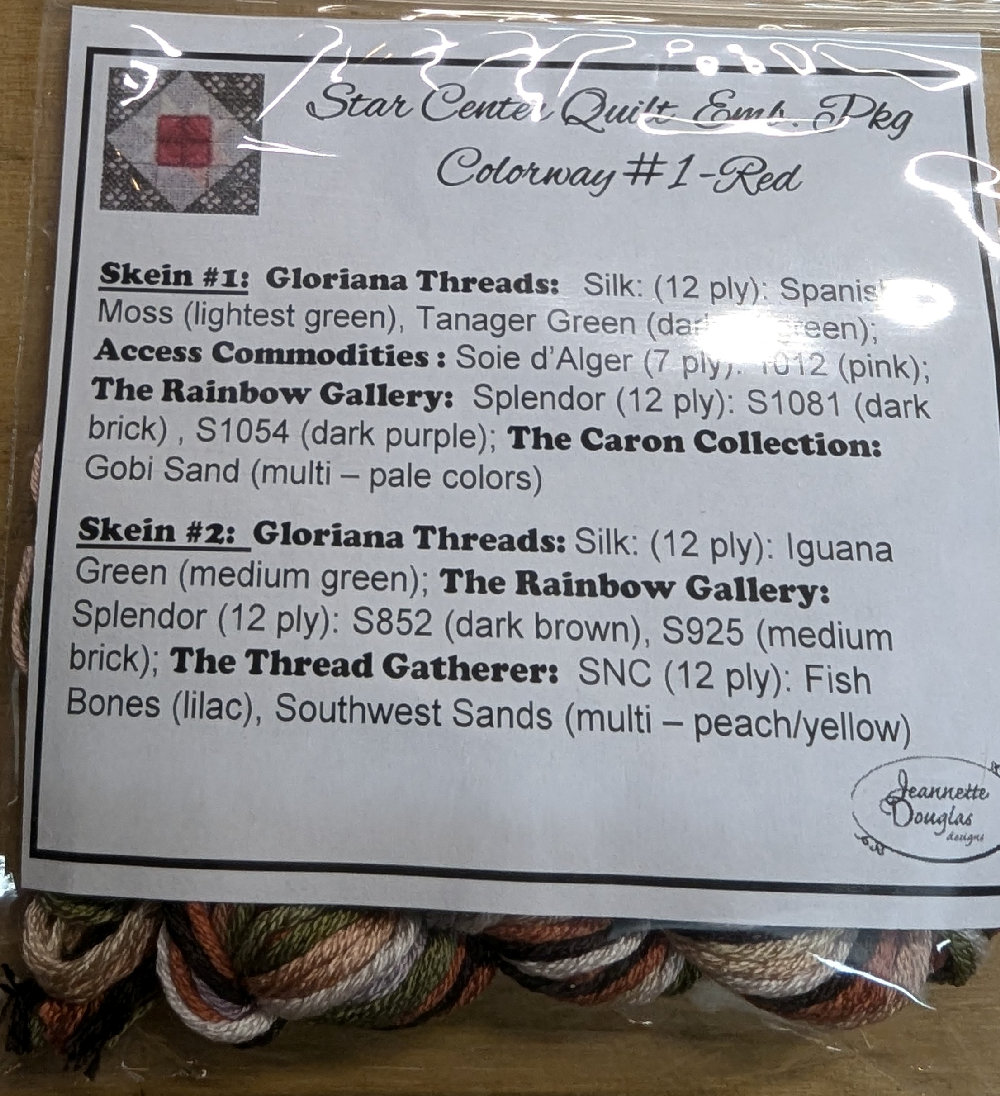 Star Center Quilt Emb. Pkg
Colorway #1-Red
Skein #1: Gloriana Threads: Silk: (12 ply):
Moss (lightest green), Tanager Green
Access Commodities : Soie d'Alger (7 ply): 1012 (pink);
The Rainbow Gallery: Splendor (12 ply): S1081 (dark
brick) , S1054 (dark purple); The Caron Collection:
Gobi Sand (multi – pale colors)
Skein #2: Gloriana Threads: Silk: (12 ply): Iguana
Green (medium green); The Rainbow Gallery:
Splendor (12 ply): S852 (dark brown), S925 (medium
brick); The Thread Gatherer: SNC (12 ply): Fish
Bones (lilac), Southwest Sands (multi – peach/yellow)
Jeannette
Douglas
designs